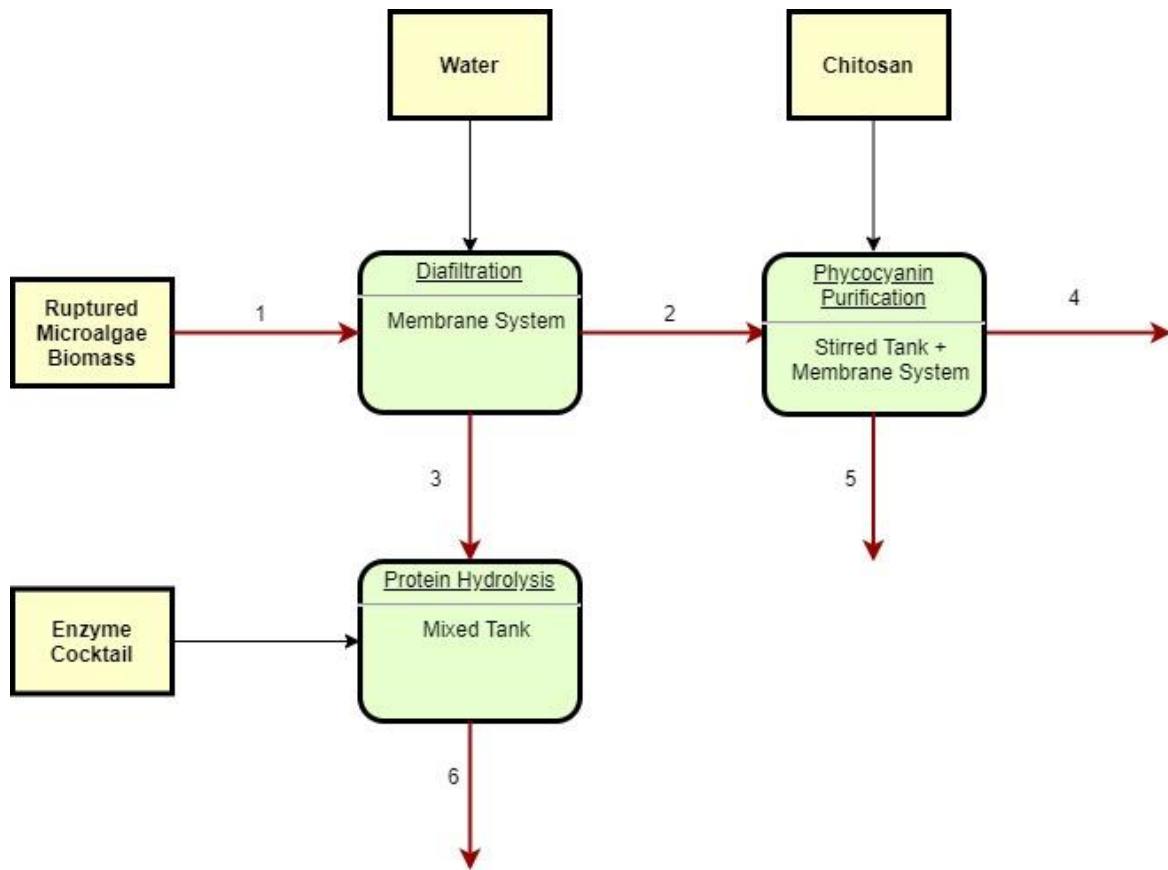 Water
Chitosan
Diafiltration
Membrane System
Phycocyanin
Purification
Stirred Tank +
Membrane System
Ruptured
Microalgae
Biomass
1
2
4
3
5
Protein Hydrolysis
Mixed Tank
Enzyme
Cocktail
6